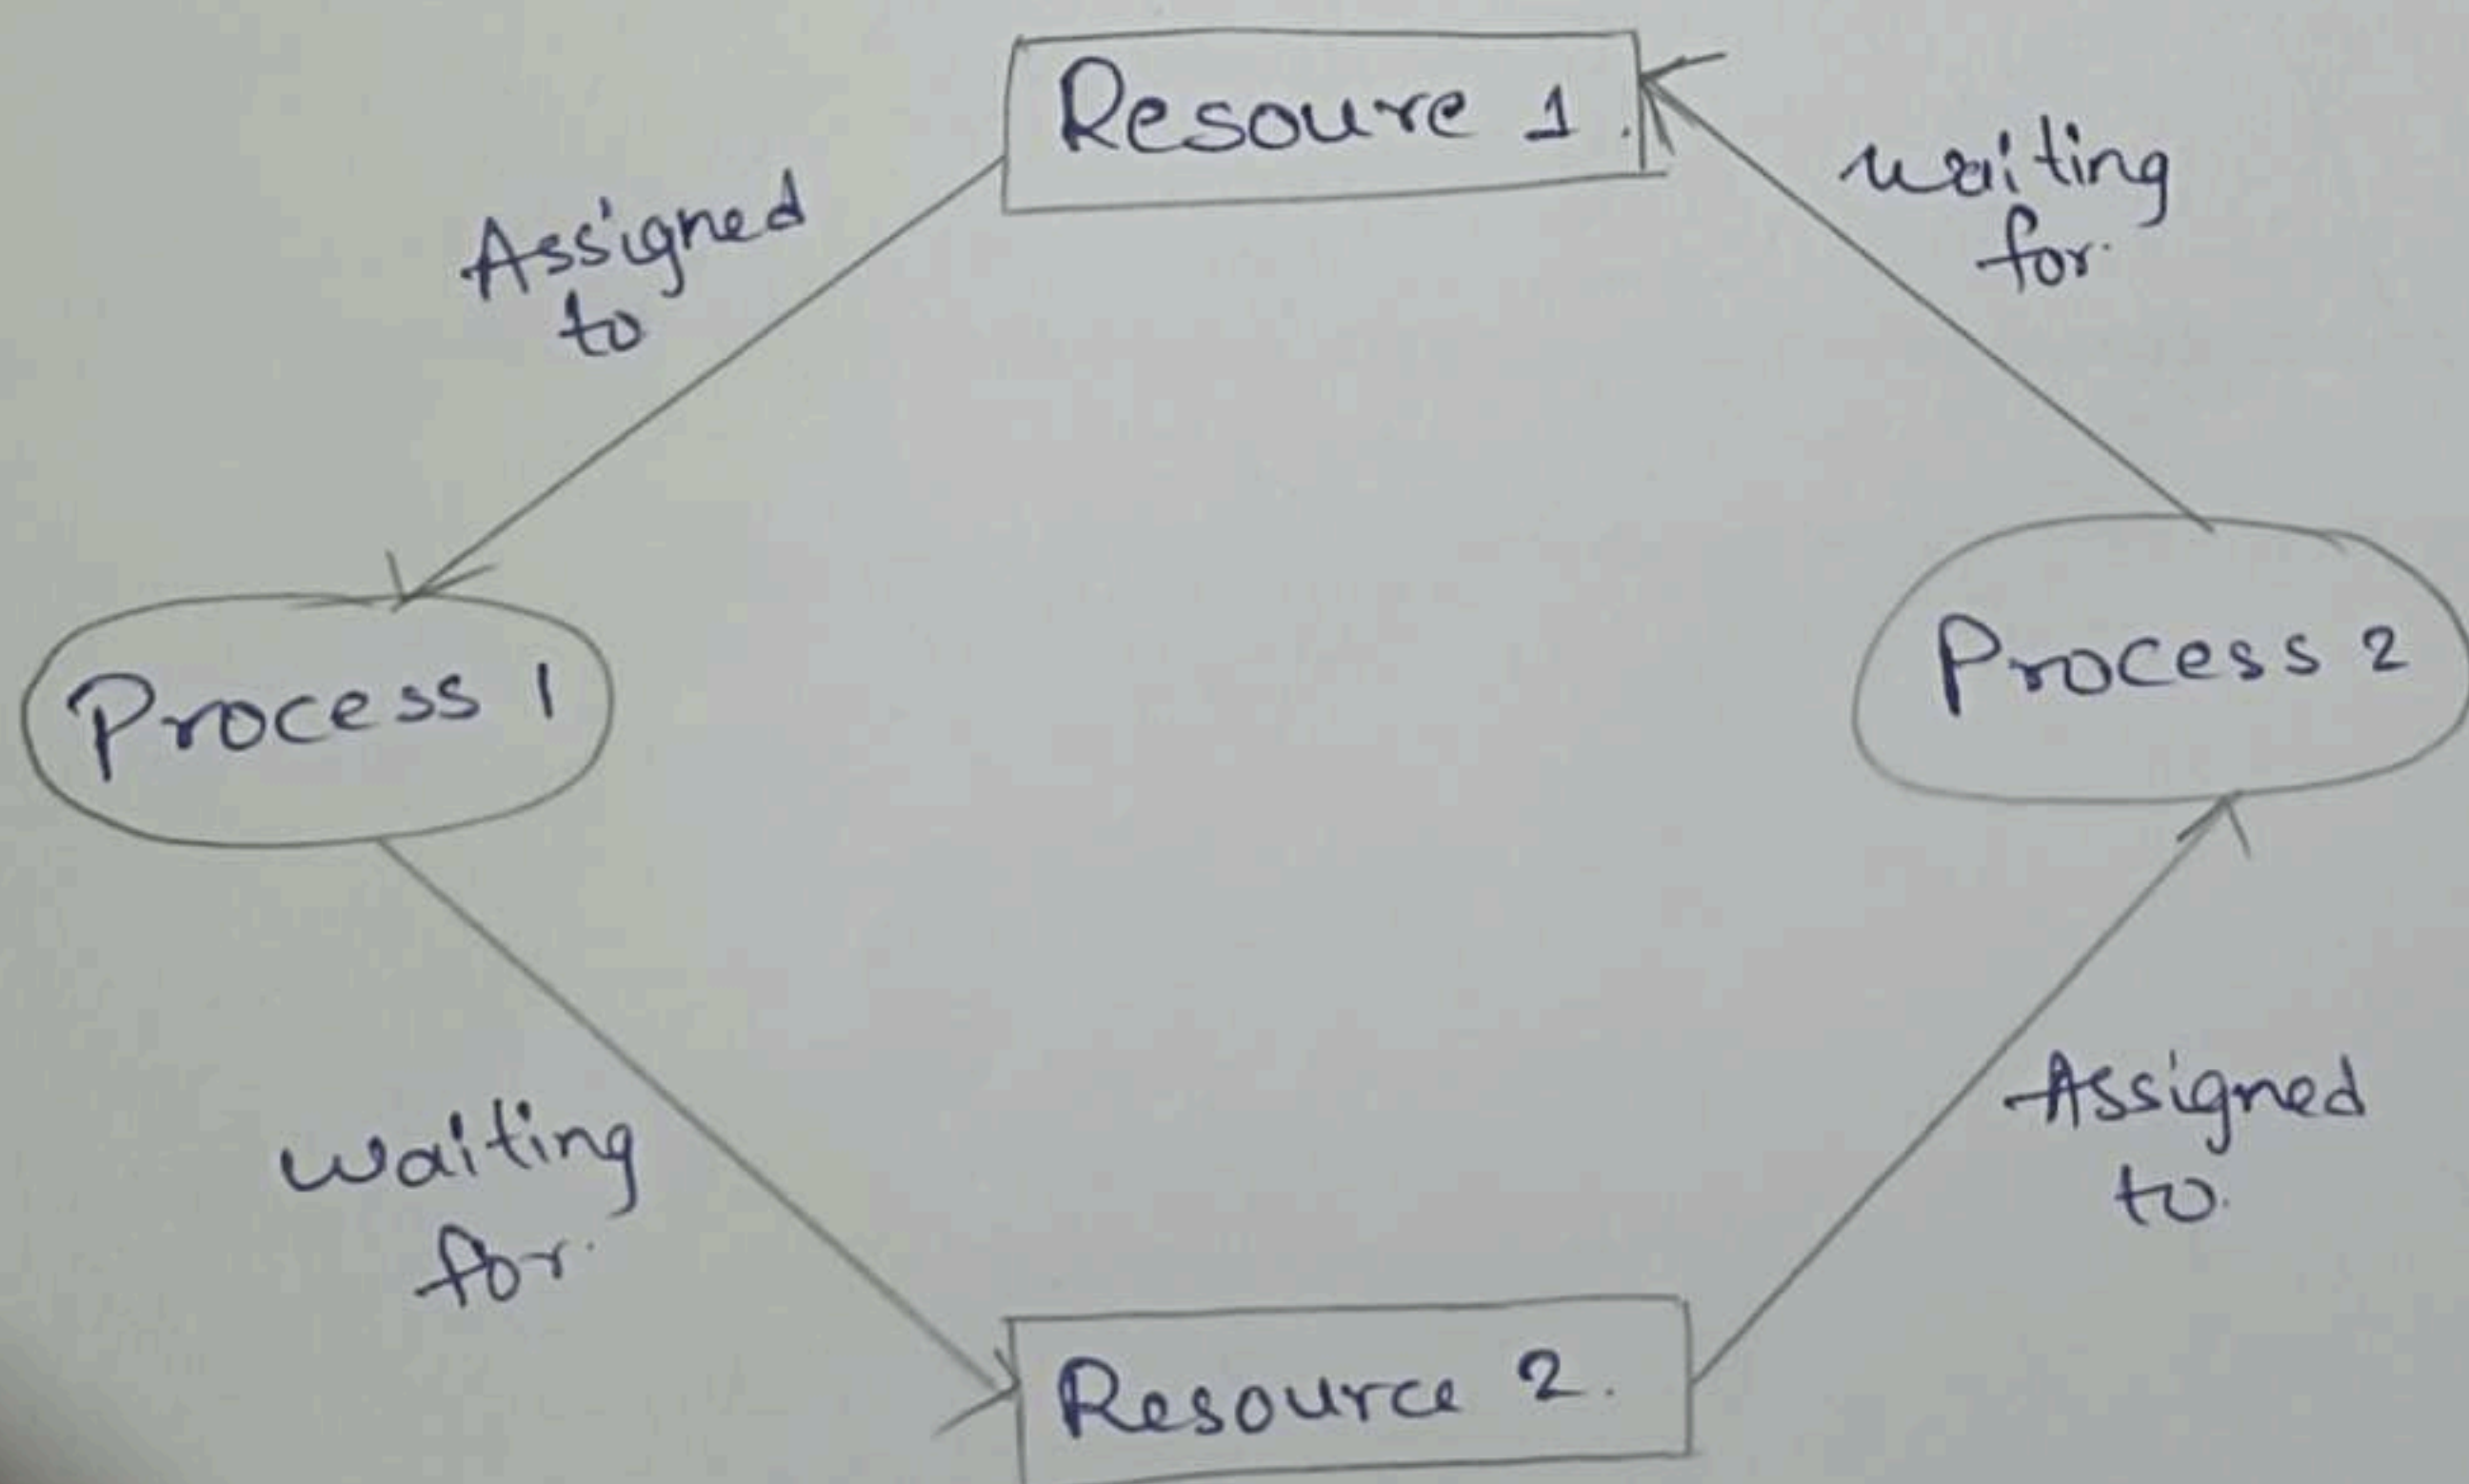 Resoure 1.
Assigned
to
waiting
for.
Process 1
Process 2
waiting
for.
Assigned
to.
Resource 2.